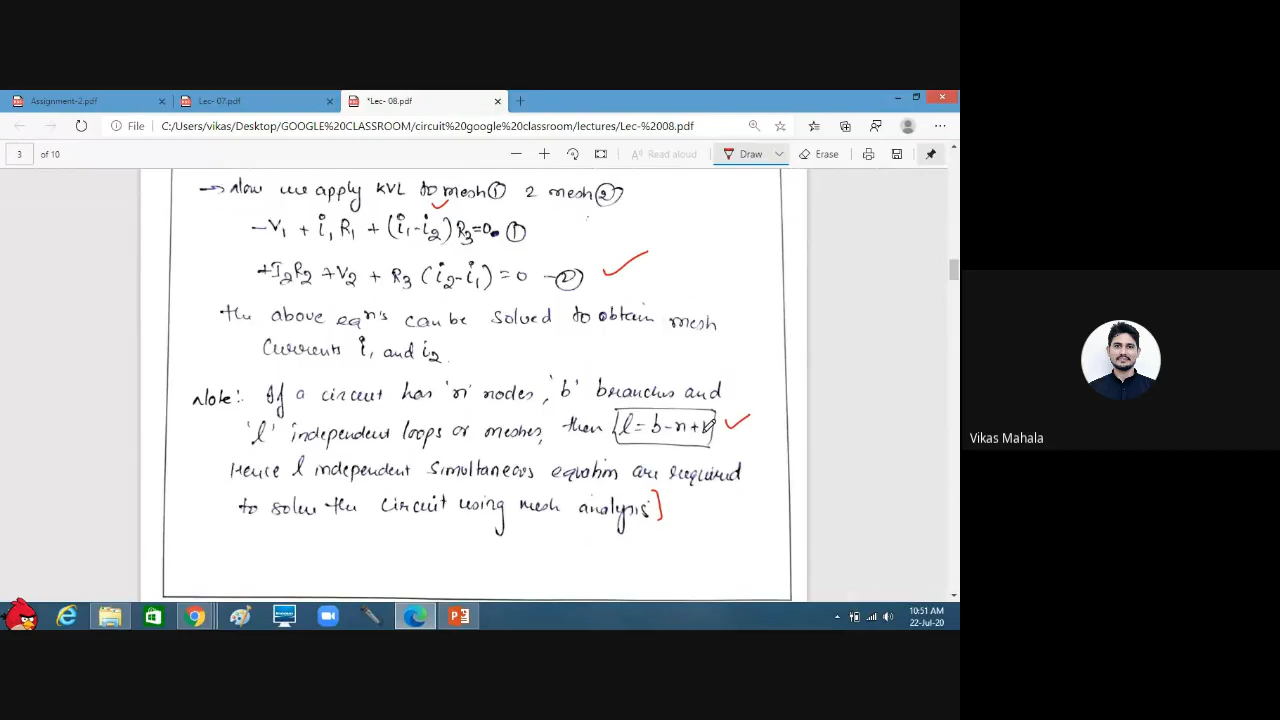 Assignment-2.pdf
Lec- 07.pdf
*Lec- 08.pdf
File
C:/Users/vikas/Desktop/GOOGLE%20CLASSROOM/circuit%20google%20classroom/lectures/Lec-%2008.pdf
3 of 10
Read aloud
Draw
Erase
→ Now we apply KVL to mesh① 2 mesh②
-V₁ + i₁R₁ + (i₁-i₂)R₃=0. ①
+I₂R₂ +V₂ + R₃ (i₂-i₁) = 0 -②
the above eqⁿ's can be solved to obtain mesh
currents i₁ and i₂.
Note:. If a circuit has 'n' nodes, 'b' branches and
'l' independent loops or meshes, then l = b-n+1
Hence l independent simultaneous equation are required
to solve the circuit using mesh analysis]
Vikas Mahala
10:51 AM
22-Jul-20